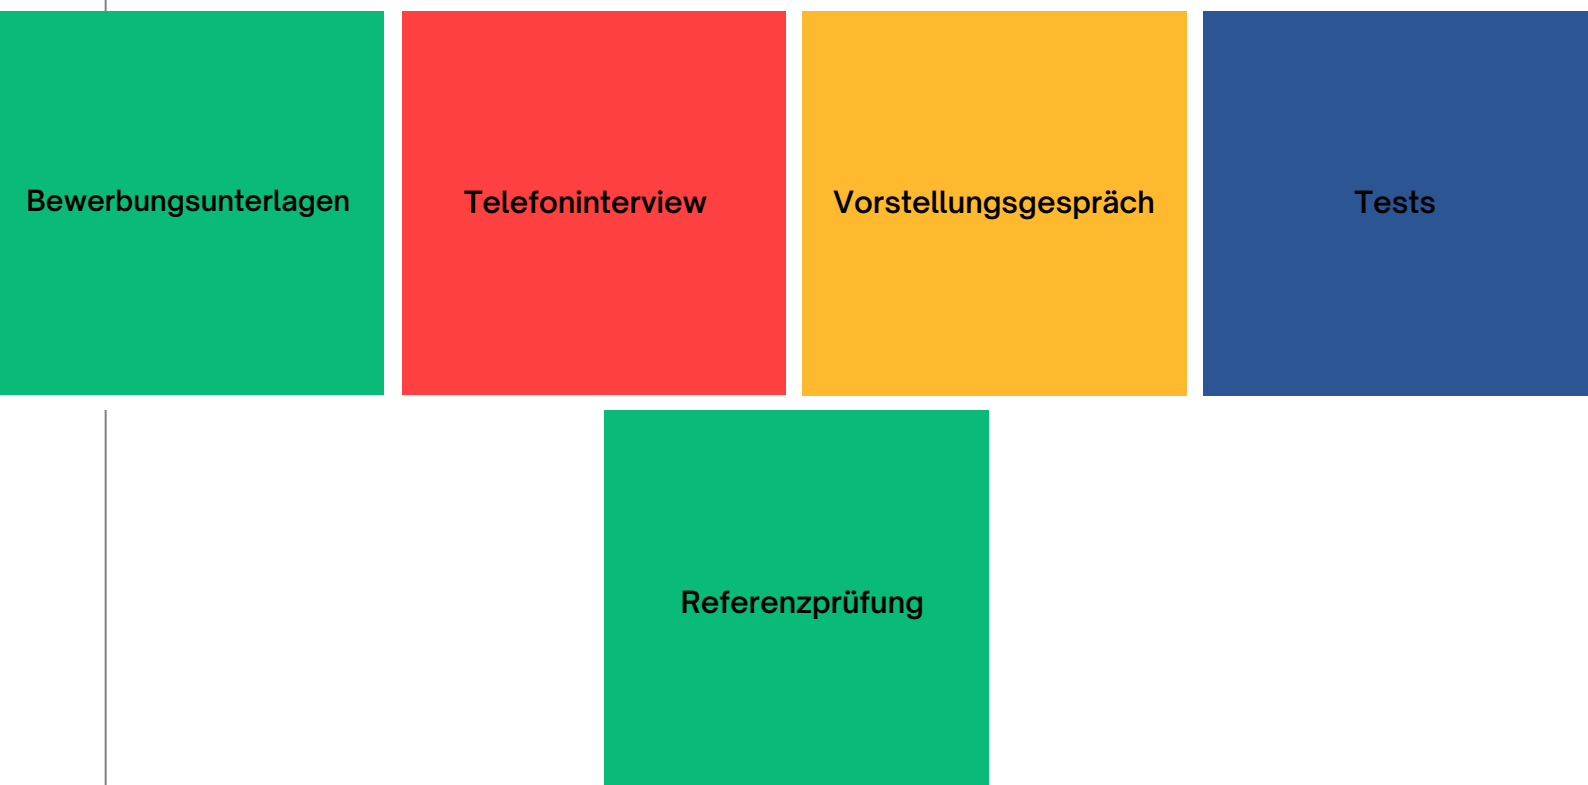 Bewerbungsunterlagen
Telefoninterview
Vorstellungsgespräch
Tests
Referenzprüfung